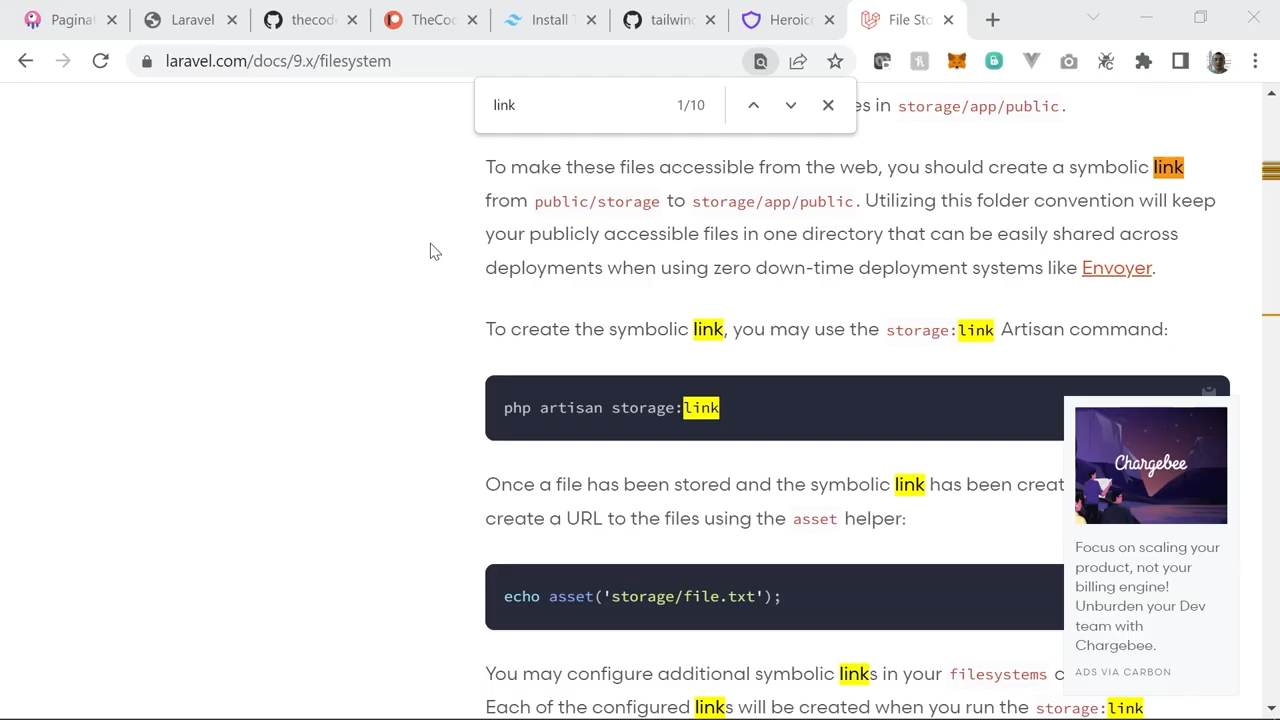 Paginat
Laravel
thecode
TheCoc
Install T
tailwin
Heroico
File Sto
laravel.com/docs/9.x/filesystem
link 1/10
es in storage/app/public.
To make these files accessible from the web, you should create a symbolic link
from public/storage to storage/app/public. Utilizing this folder convention will keep
your publicly accessible files in one directory that can be easily shared across
deployments when using zero down-time deployment systems like Envoyer.
To create the symbolic link, you may use the storage:link Artisan command:
php artisan storage:link
Once a file has been stored and the symbolic link has been creat
create a URL to the files using the asset helper:
echo asset('storage/file.txt');
You may configure additional symbolic links in your filesystems c
Each of the configured links will be created when you run the storage:link
Chargebee
Focus on scaling your
product, not your
billing engine!
Unburden your Dev
team with
Chargebee.
ADS VIA CARBON